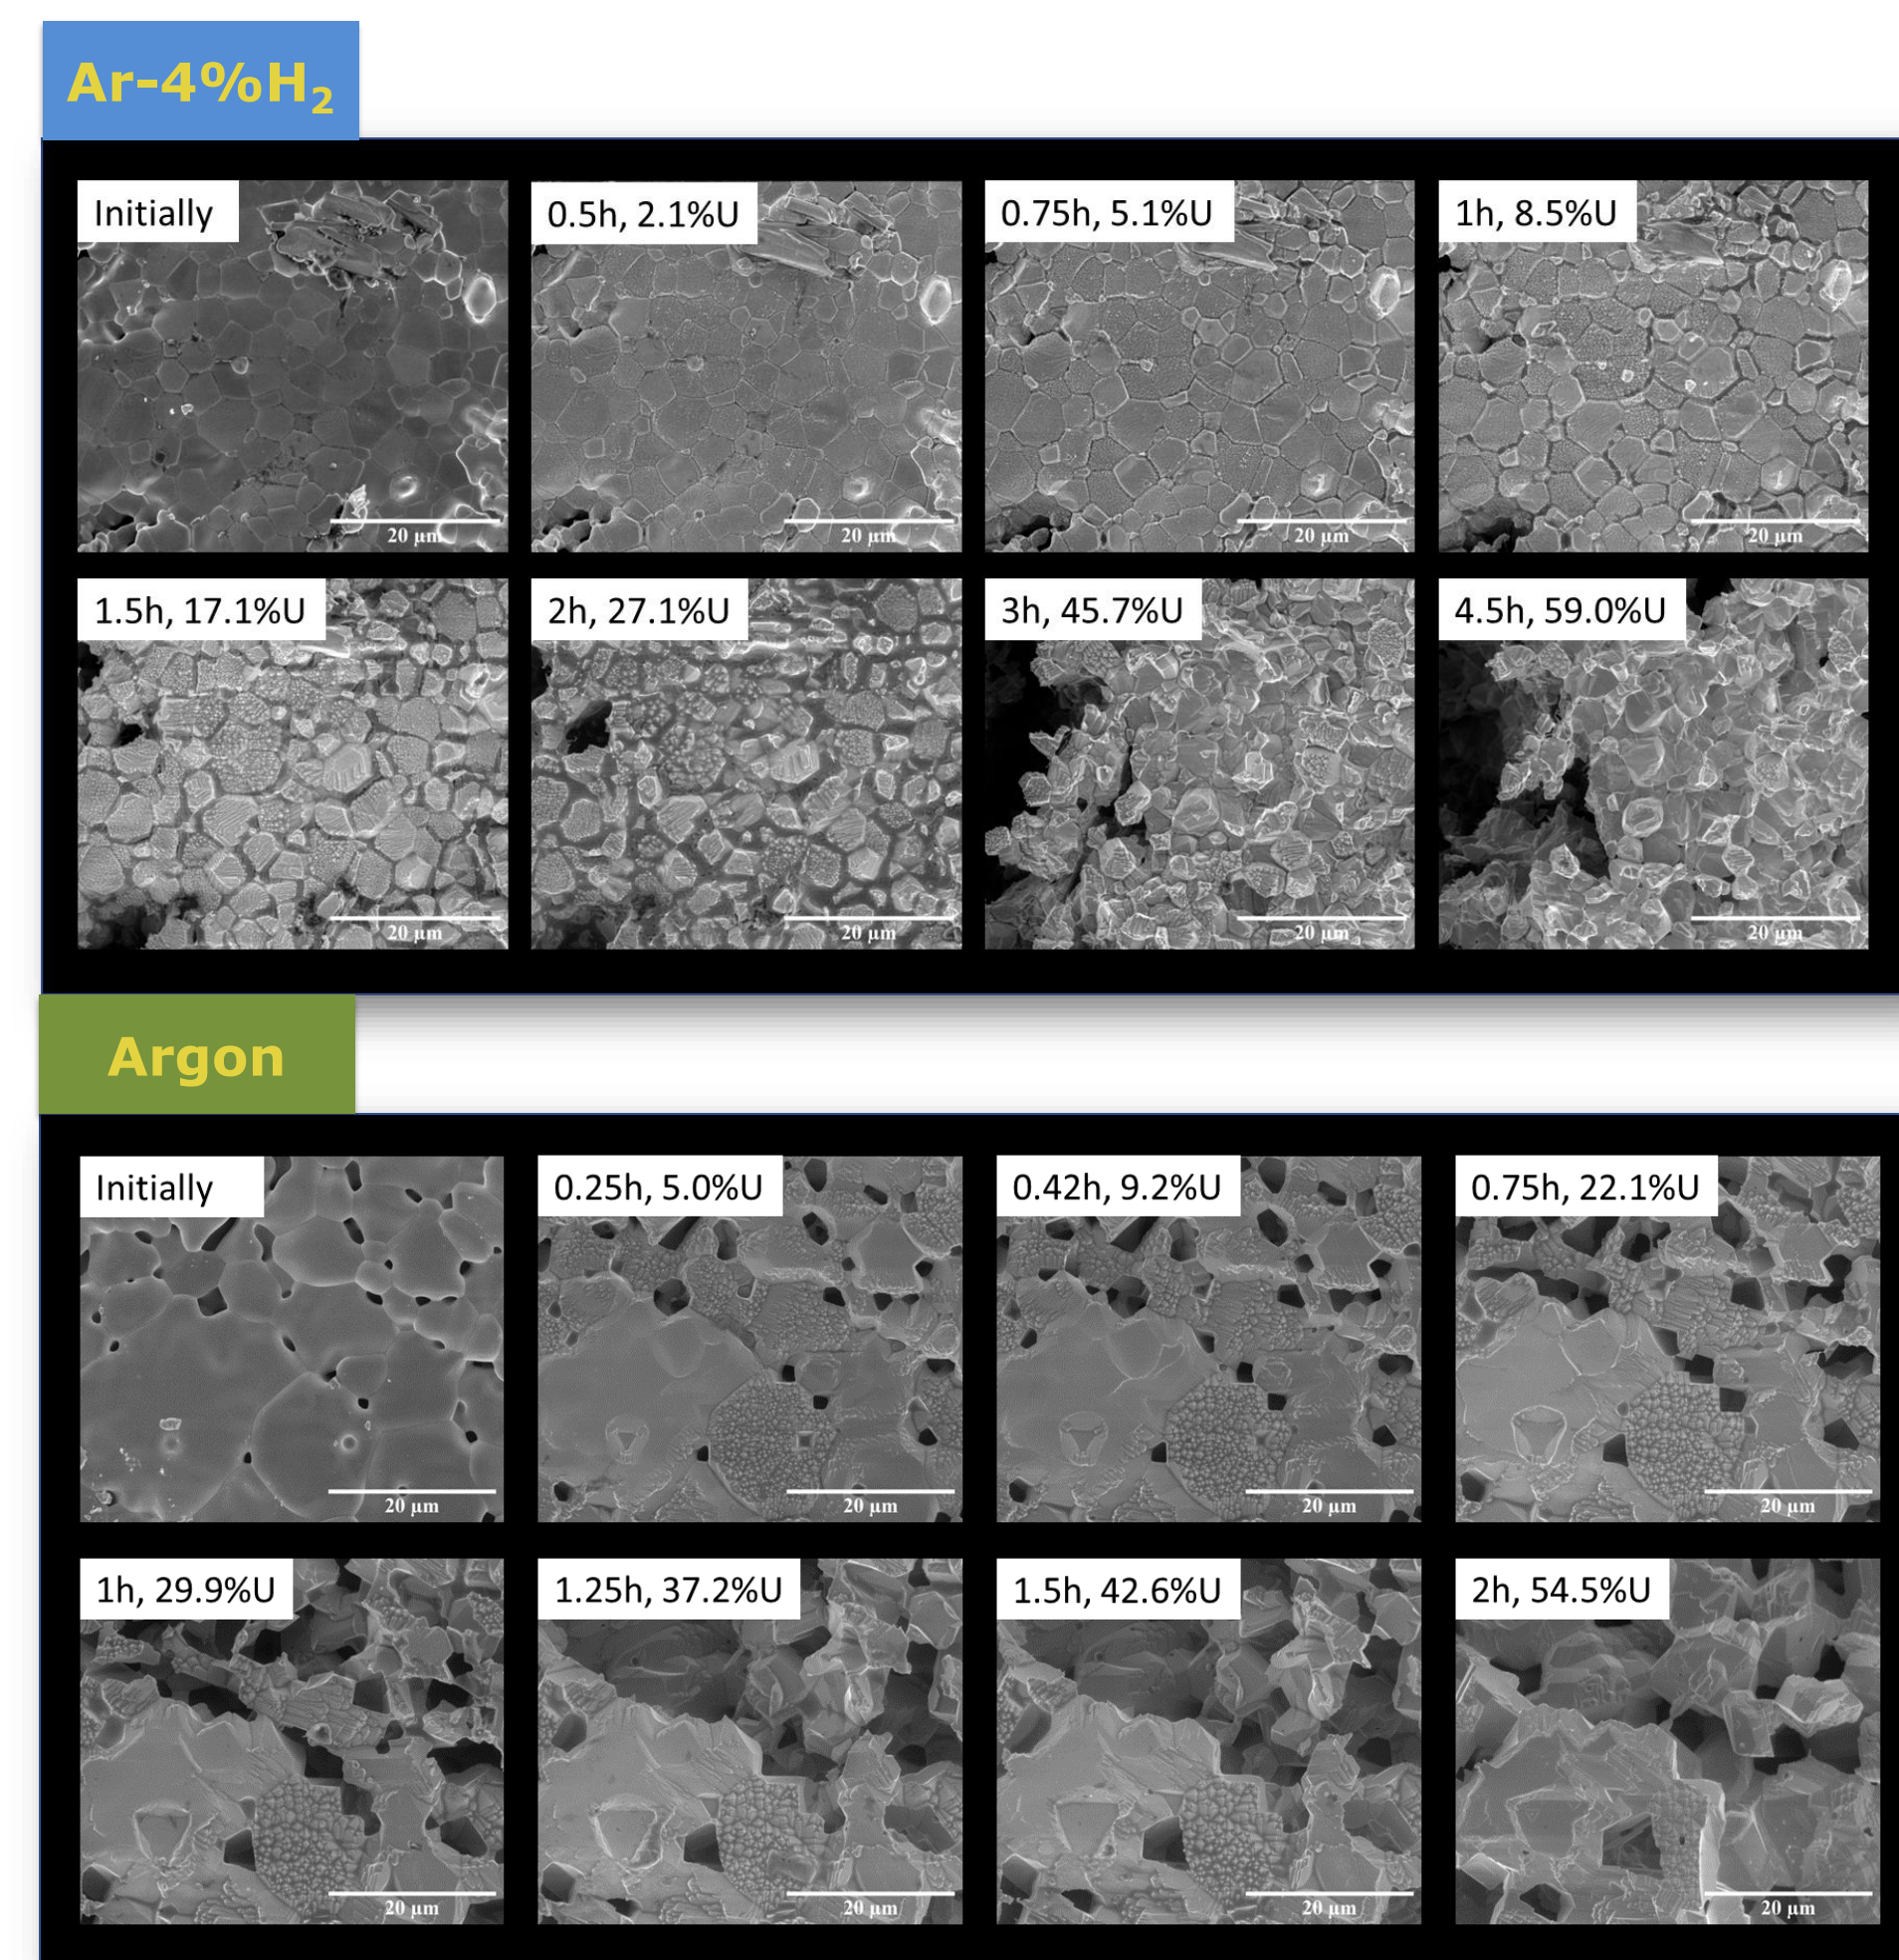 Ar-4%H₂
Initially
0.5h, 2.1%U
0.75h, 5.1%U
1h, 8.5%U
20 μm
20 μm
20 μm
20 μm
1.5h, 17.1%U
2h, 27.1%U
3h, 45.7%U
4.5h, 59.0%U
20 μm
20 μm
20 μm
20 μm
Argon
Initially
0.25h, 5.0%U
0.42h, 9.2%U
0.75h, 22.1%U
20 μm
20 μm
20 μm
20 μm
1h, 29.9%U
1.25h, 37.2%U
1.5h, 42.6%U
2h, 54.5%U
20 μm
20 μm
20 μm
20 μm